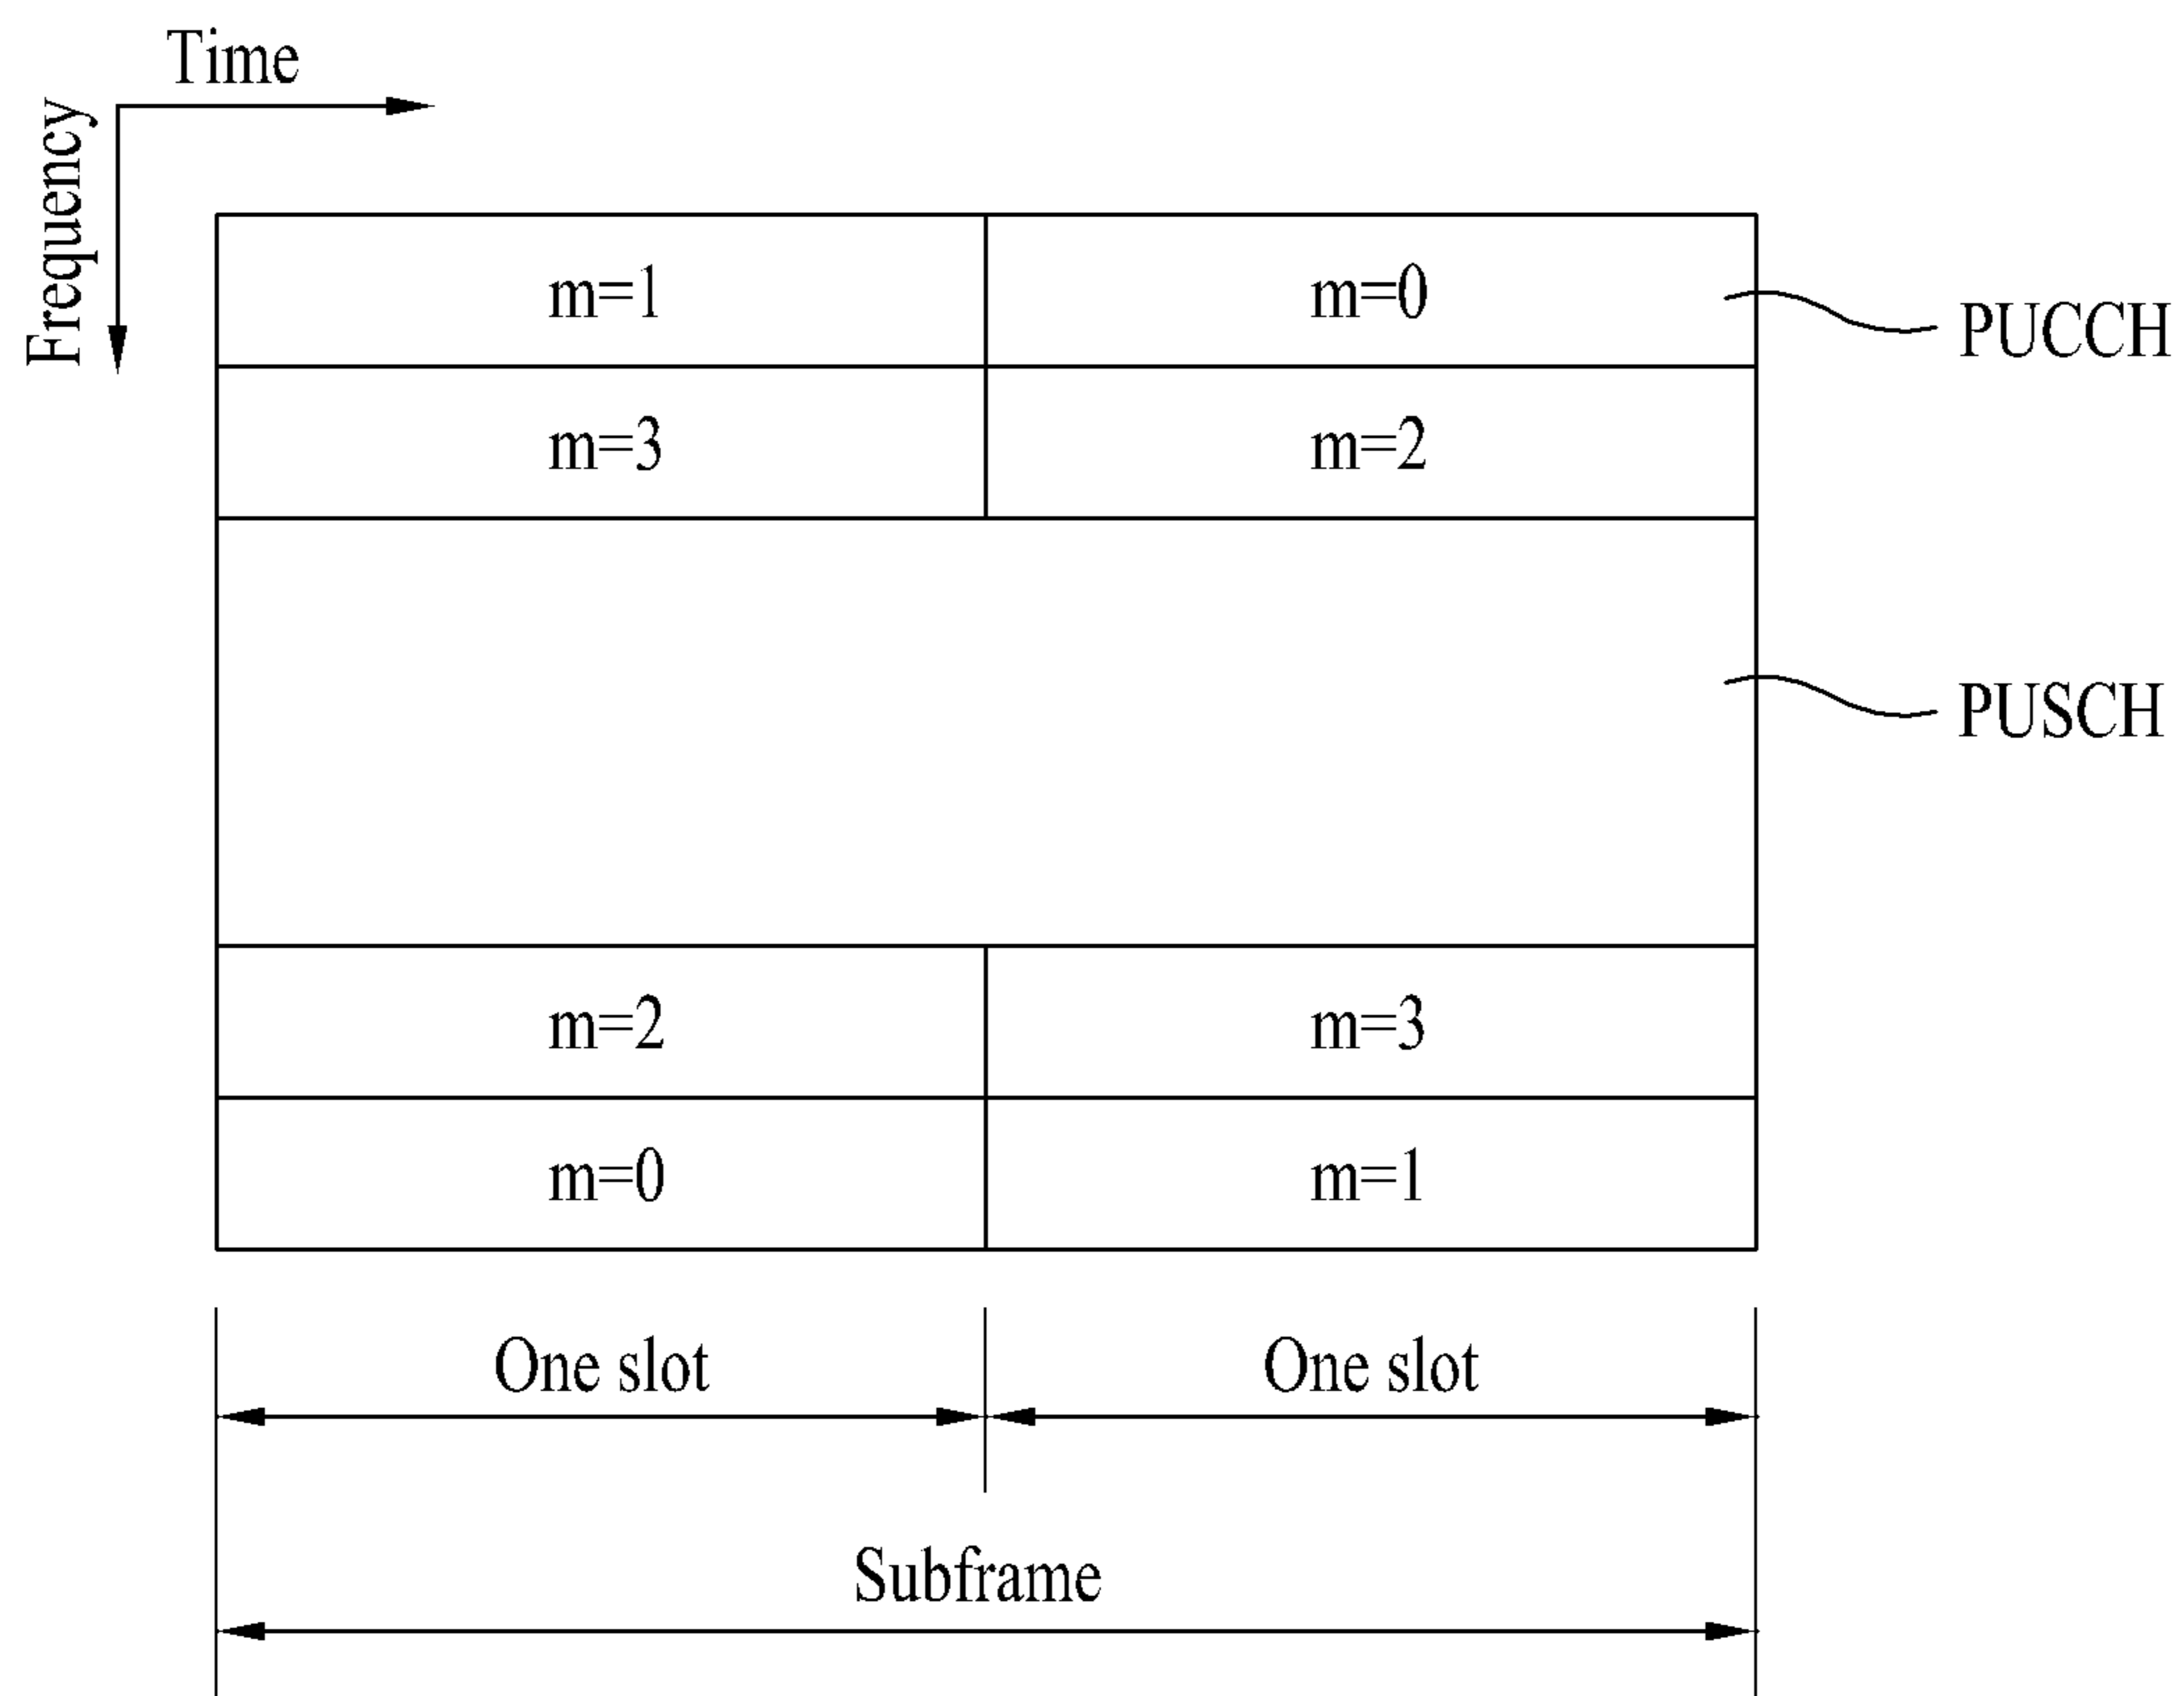 Time
Frequency
m=1
m=0
PUCCH
m=3
m=2
PUSCH
m=2
m=3
m=0
m=1
One slot
One slot
Subframe